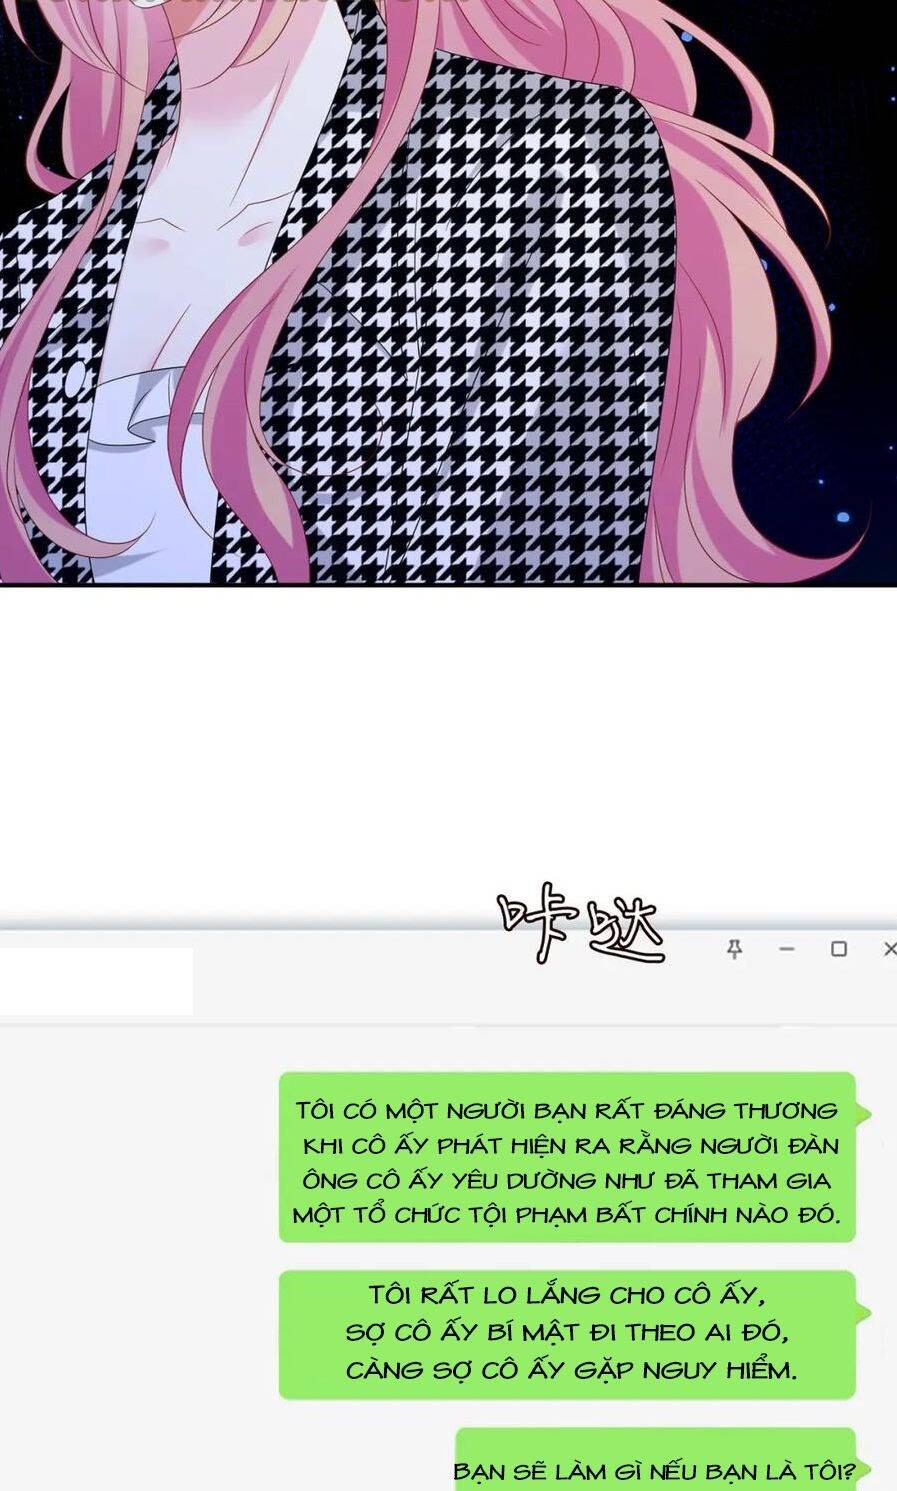 咔哒
TÔI CÓ MỘT NGƯỜI BẠN RẤT ĐÁNG THƯƠNG
KHI CÔ ẤY PHÁT HIỆN RA RẰNG NGƯỜI ĐÀN
ÔNG CÔ ẤY YÊU DƯỜNG NHƯ ĐÃ THAM GIA
MỘT TỔ CHỨC TỘI PHẠM BẤT CHÍNH NÀO ĐÓ.
TÔI RẤT LO LẮNG CHO CÔ ẤY,
SỢ CÔ ẤY BÍ MẬT ĐI THEO AI ĐÓ,
CÀNG SỢ CÔ ẤY GẶP NGUY HIỂM.
BẠN SẼ LÀM GÌ NẾU BẠN LÀ TÔI?